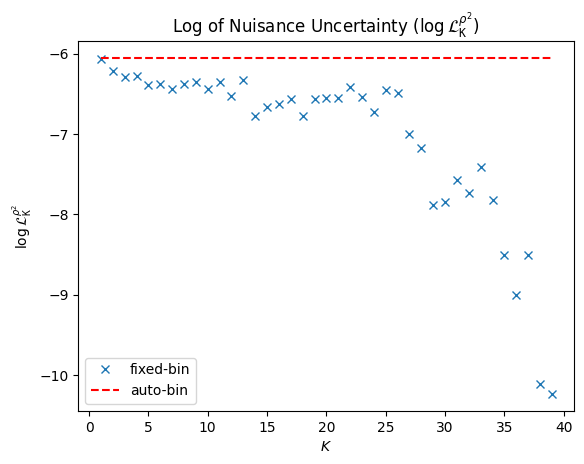 Log of Nuisance Uncertainty (log ℒ_K^{ρ²})
log ℒ_K^{ρ²}
−6
−7
−8
−9
−10
fixed-bin
auto-bin
0 5 10 15 20 25 30 35 40
K